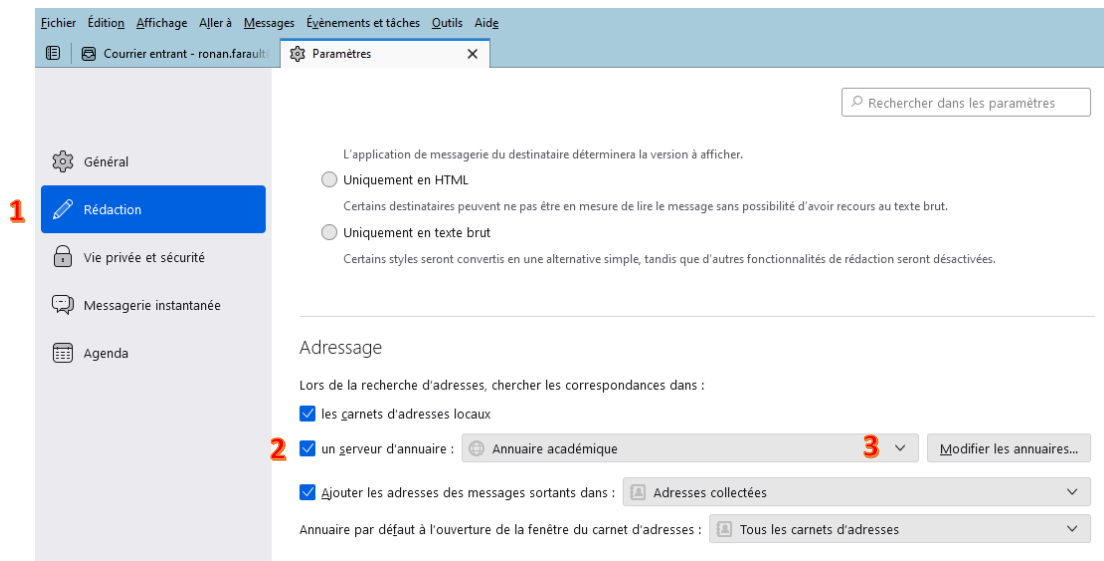 Fichier Édition Affichage Aller à Messages Évènements et tâches Outils Aide
Courrier entrant - ronan.farault Paramètres
Rechercher dans les paramètres
L'application de messagerie du destinataire déterminera la version à afficher.
Général
Uniquement en HTML
1 Rédaction
Certains destinataires peuvent ne pas être en mesure de lire le message sans possibilité d'avoir recours au texte brut.
Uniquement en texte brut
Vie privée et sécurité
Certains styles seront convertis en une alternative simple, tandis que d'autres fonctionnalités de rédaction seront désactivées.
Messagerie instantanée
Agenda
Adressage
Lors de la recherche d'adresses, chercher les correspondances dans :
les carnets d'adresses locaux
2 un serveur d'annuaire : Annuaire académique 3 Modifier les annuaires...
Ajouter les adresses des messages sortants dans : Adresses collectées
Annuaire par défaut à l'ouverture de la fenêtre du carnet d'adresses : Tous les carnets d'adresses